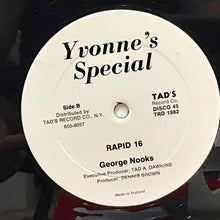 Yvonne's
Special
Side B
Distributed by
TAD'S RECORD CO., N.Y.
655-8057
TAD'S
Record Co.
DISCO 45
TRD 1982
RAPID 16
George Nooks
Executive Producer: TAD A. DAWKINS
Producer: DENNIS BROWN
Made in England